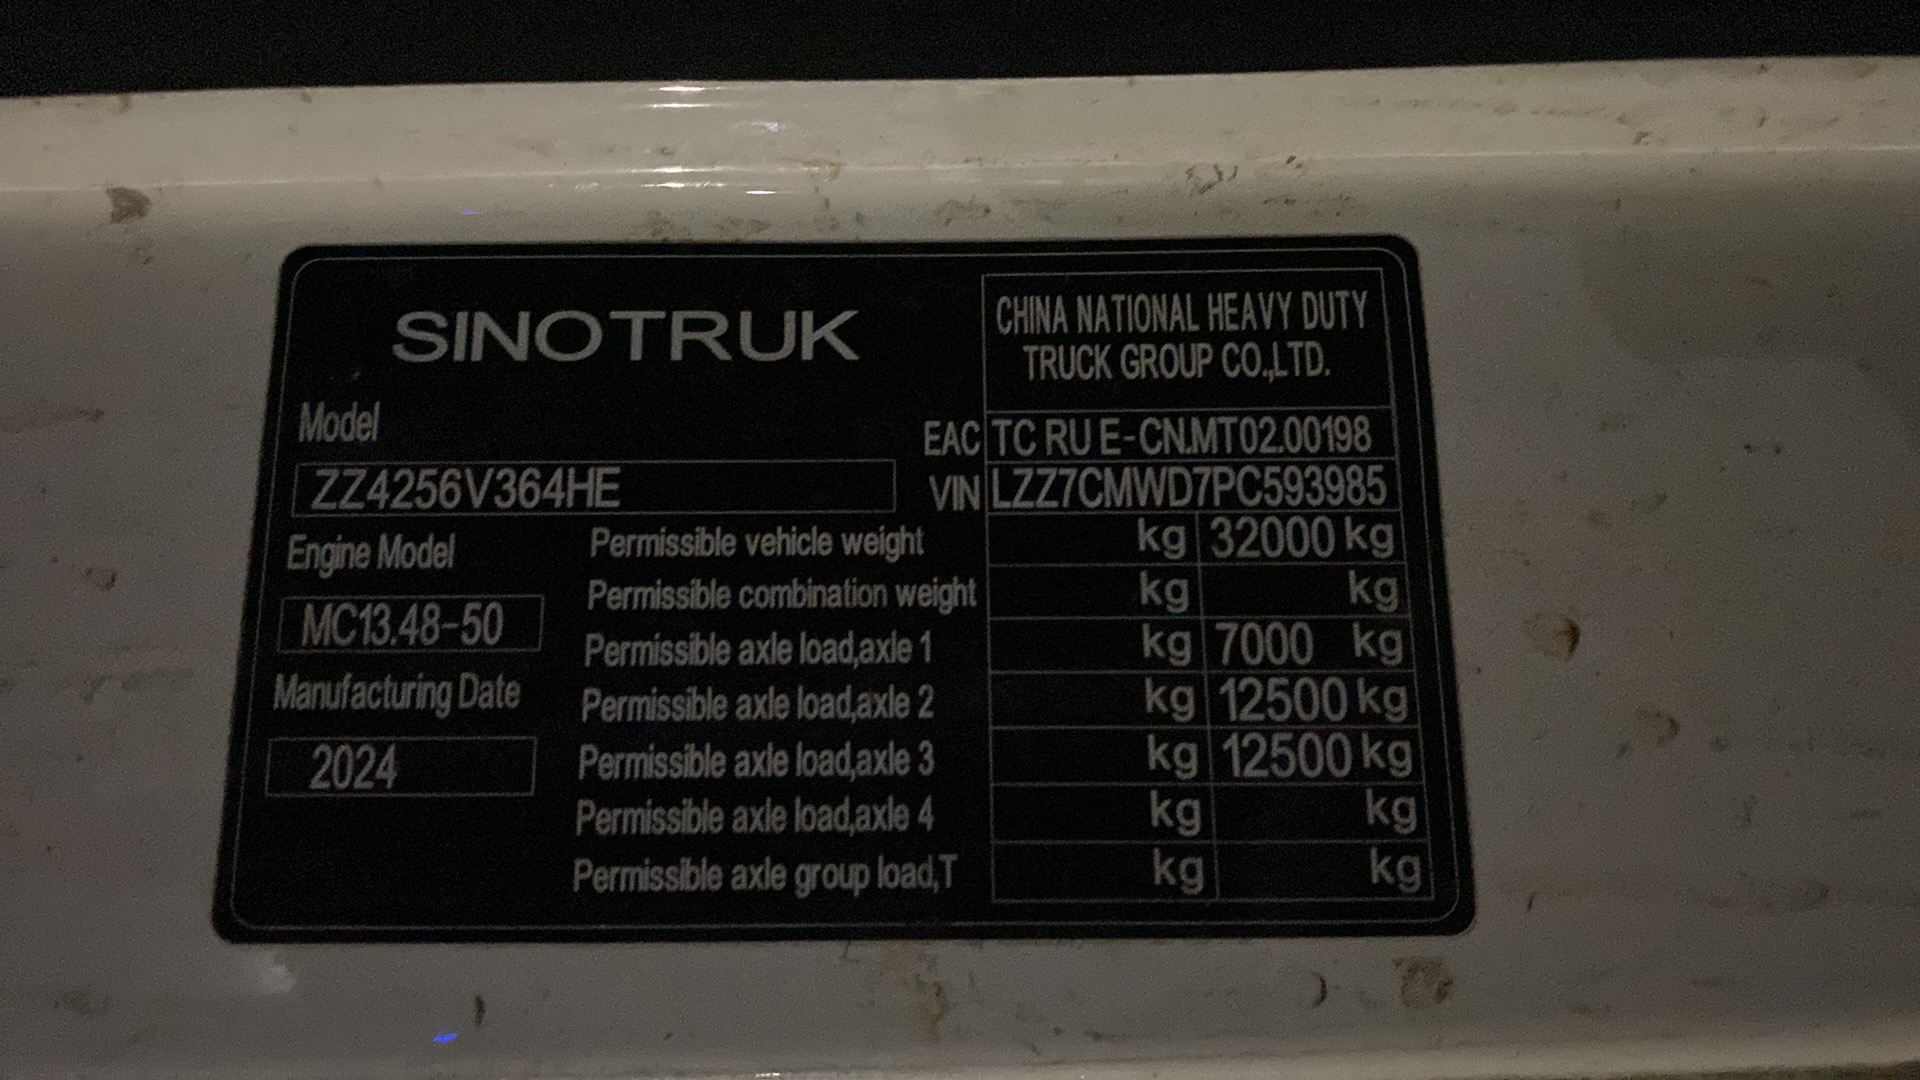 SINOTRUK
CHINA NATIONAL HEAVY DUTY
TRUCK GROUP CO.,LTD.
Model
EAC TC RU E-CN.MT02.00198
ZZ4256V364HE
VIN LZZ7CMWD7PC593985
Engine Model
Permissible vehicle weight kg 32000 kg
Permissible combination weight kg kg
MC13.48-50
Permissible axle load,axle 1 kg 7000 kg
Manufacturing Date
Permissible axle load,axle 2 kg 12500 kg
2024
Permissible axle load,axle 3 kg 12500 kg
Permissible axle load,axle 4 kg kg
Permissible axle group load,T kg kg